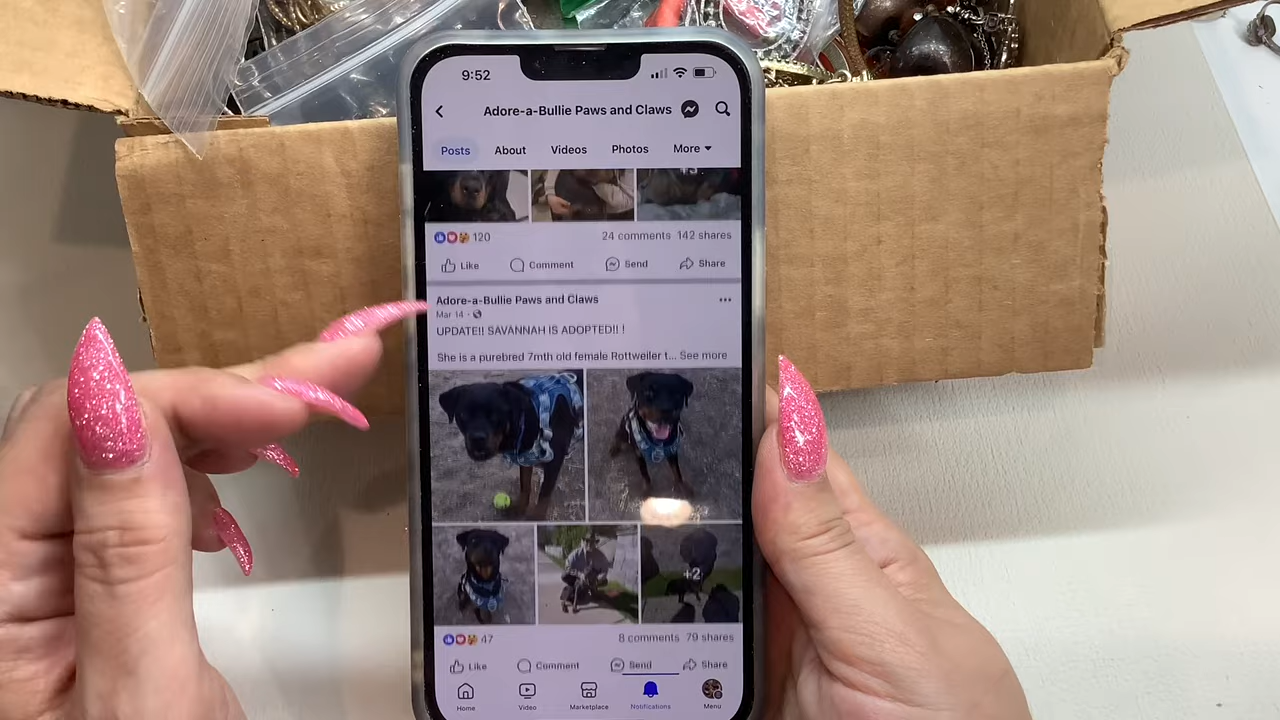 9:52
Adore-a-Bullie Paws and Claws
Posts About Videos Photos More
+3
120 24 comments 142 shares
Like Comment Send Share
Adore-a-Bullie Paws and Claws
Mar 14 ·
UPDATE!! SAVANNAH IS ADOPTED!! !
She is a purebred 7mth old female Rottweiler t... See more
+2
47 8 comments 79 shares
Like Comment Send Share
Home Video Marketplace Notifications Menu